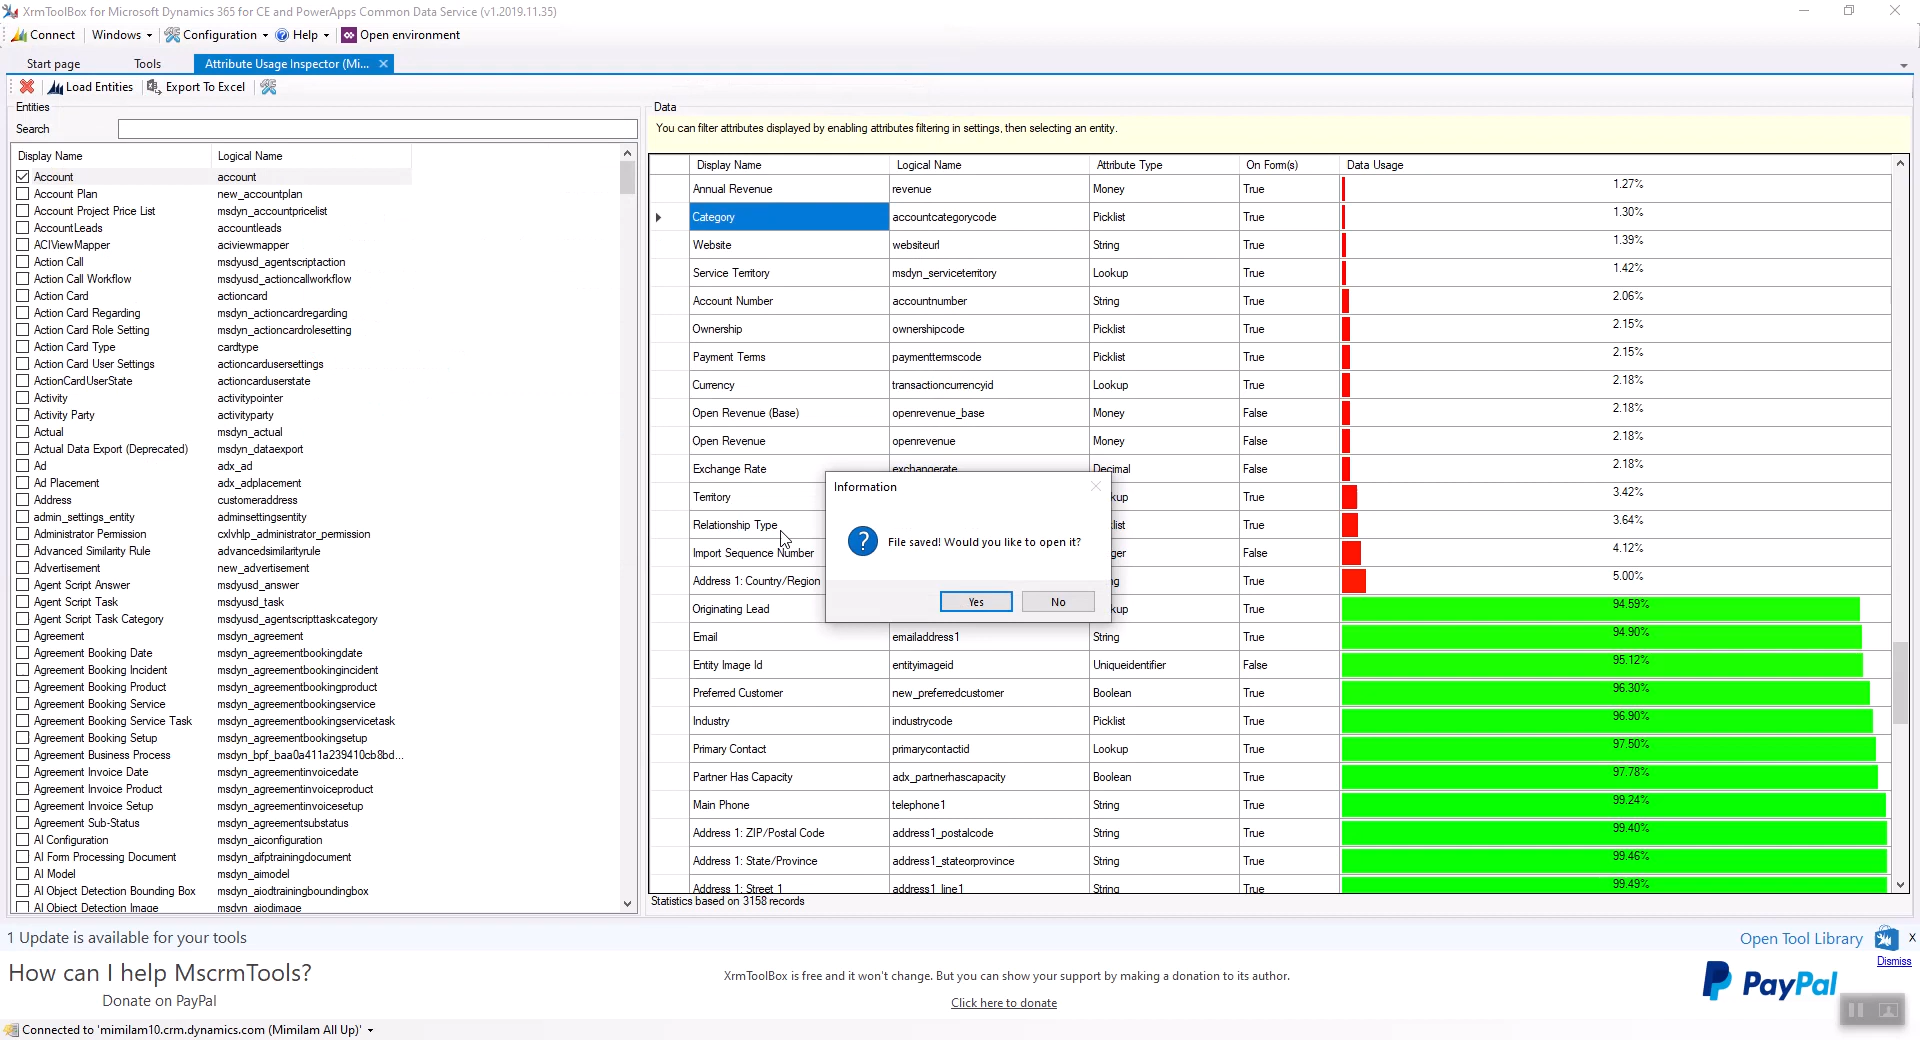 XrmToolBox for Microsoft Dynamics 365 for CE and PowerApps Common Data Service (v1.2019.11.35)
Connect Windows Configuration Help Open environment
Start page Tools Attribute Usage Inspector (Mi...
Load Entities Export To Excel
Entities
Search
Display Name Logical Name
Account account
Account Plan new_accountplan
Account Project Price List msdyn_accountpricelist
AccountLeads accountleads
ACIViewMapper aciviewmapper
Action Call msdyusd_agentscriptaction
Action Call Workflow msdyusd_actioncallworkflow
Action Card actioncard
Action Card Regarding msdyn_actioncardregarding
Action Card Role Setting msdyn_actioncardrolesetting
Action Card Type cardtype
Action Card User Settings actioncardusersettings
ActionCardUserState actioncarduserstate
Activity activitypointer
Activity Party activityparty
Actual msdyn_actual
Actual Data Export (Deprecated) msdyn_dataexport
Ad adx_ad
Ad Placement adx_adplacement
Address customeraddress
admin_settings_entity adminsettingsentity
Administrator Permission cxlvhlp_administrator_permission
Advanced Similarity Rule advancedsimilarityrule
Advertisement new_advertisement
Agent Script Answer msdyusd_answer
Agent Script Task msdyusd_task
Agent Script Task Category msdyusd_agentscripttaskcategory
Agreement msdyn_agreement
Agreement Booking Date msdyn_agreementbookingdate
Agreement Booking Incident msdyn_agreementbookingincident
Agreement Booking Product msdyn_agreementbookingproduct
Agreement Booking Service msdyn_agreementbookingservice
Agreement Booking Service Task msdyn_agreementbookingservicetask
Agreement Booking Setup msdyn_agreementbookingsetup
Agreement Business Process msdyn_bpf_baa0a411a239410cb8bd...
Agreement Invoice Date msdyn_agreementinvoicedate
Agreement Invoice Product msdyn_agreementinvoiceproduct
Agreement Invoice Setup msdyn_agreementinvoicesetup
Agreement Sub-Status msdyn_agreementsubstatus
AI Configuration msdyn_aiconfiguration
AI Form Processing Document msdyn_aifptrainingdocument
AI Model msdyn_aimodel
AI Object Detection Bounding Box msdyn_aiodtrainingboundingbox
AI Object Detection Image msdyn_aiodimage
Data
You can filter attributes displayed by enabling attributes filtering in settings, then selecting an entity.
Display Name Logical Name Attribute Type On Form(s) Data Usage
Annual Revenue revenue Money True 1.27%
Category accountcategorycode Picklist True 1.30%
Website websiteurl String True 1.39%
Service Territory msdyn_serviceterritory Lookup True 1.42%
Account Number accountnumber String True 2.06%
Ownership ownershipcode Picklist True 2.15%
Payment Terms paymenttermscode Picklist True 2.15%
Currency transactioncurrencyid Lookup True 2.18%
Open Revenue (Base) openrevenue_base Money False 2.18%
Open Revenue openrevenue Money False 2.18%
Exchange Rate exchangerate Decimal False 2.18%
Territory kup True 3.42%
Relationship Type klist True 3.64%
Import Sequence Number ger False 4.12%
Address 1: Country/Region ng True 5.00%
Originating Lead kup True 94.59%
Email emailaddress1 String True 94.90%
Entity Image Id entityimageid Uniqueidentifier False 95.12%
Preferred Customer new_preferredcustomer Boolean True 96.30%
Industry industrycode Picklist True 96.90%
Primary Contact primarycontactid Lookup True 97.50%
Partner Has Capacity adx_partnerhascapacity Boolean True 97.78%
Main Phone telephone1 String True 99.24%
Address 1: ZIP/Postal Code address1_postalcode String True 99.40%
Address 1: State/Province address1_stateorprovince String True 99.46%
Address 1: Street 1 address1_line1 String True 99.49%
Statistics based on 3158 records
Information
File saved! Would you like to open it?
Yes No
1 Update is available for your tools
Open Tool Library X
Dismiss
How can I help MscrmTools?
Donate on PayPal
XrmToolBox is free and it won't change. But you can show your support by making a donation to its author.
Click here to donate
PayPal
Connected to 'mimilam10.crm.dynamics.com (Mimilam All Up)'